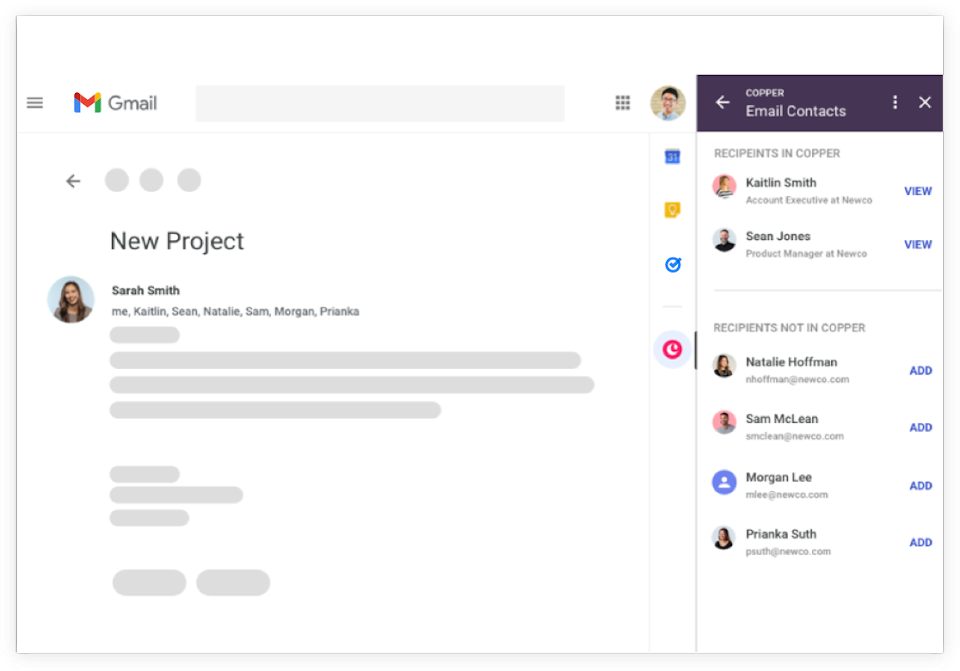 Gmail
New Project
Sarah Smith
me, Kaitlin, Sean, Natalie, Sam, Morgan, Prianka
31
COPPER
Email Contacts
RECIPEINTS IN COPPER
Kaitlin Smith
Account Executive at Newco
VIEW
Sean Jones
Product Manager at Newco
VIEW
RECIPIENTS NOT IN COPPER
Natalie Hoffman
nhoffman@newco.com
ADD
Sam McLean
smclean@newco.com
ADD
Morgan Lee
mlee@newco.com
ADD
Prianka Suth
psuth@newco.com
ADD